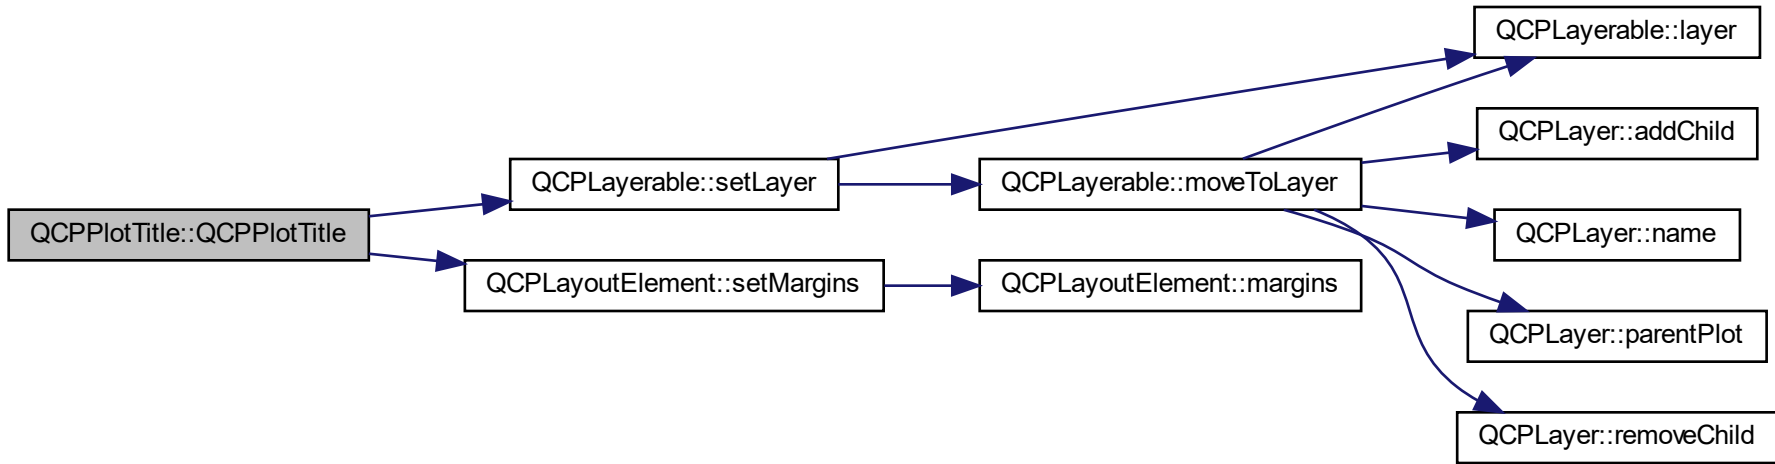 QCPLayerable::layer
QCPLayer::addChild
QCPLayerable::setLayer
QCPLayerable::moveToLayer
QCPPlotTitle::QCPPlotTitle
QCPLayer::name
QCPLayoutElement::setMargins
QCPLayoutElement::margins
QCPLayer::parentPlot
QCPLayer::removeChild